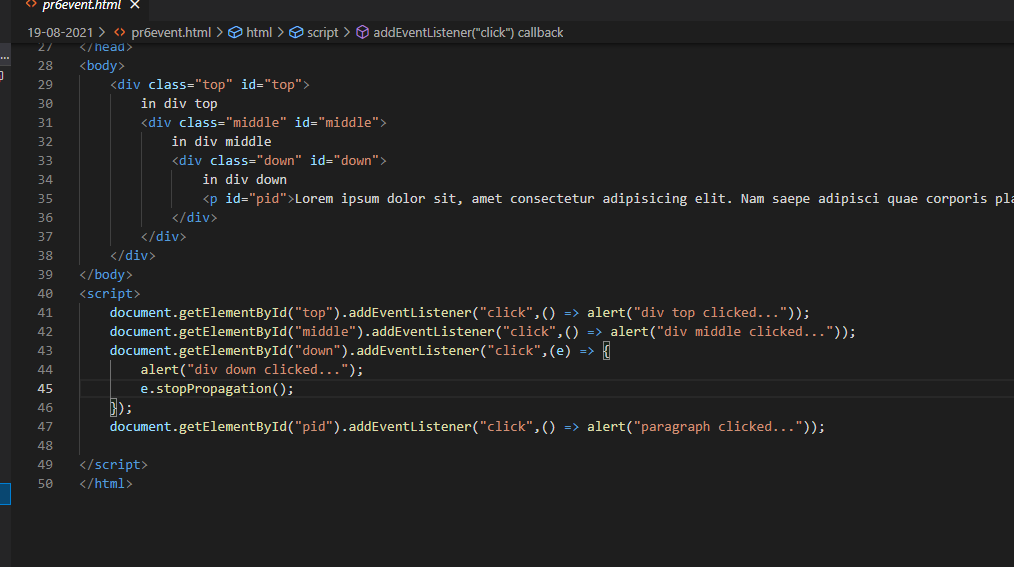 pr6event.html
19-08-2021 > pr6event.html > html > script > addEventListener("click") callback
27 </head>
28 <body>
29 <div class="top" id="top">
30 in div top
31 <div class="middle" id="middle">
32 in div middle
33 <div class="down" id="down">
34 in div down
35 <p id="pid">Lorem ipsum dolor sit, amet consectetur adipisicing elit. Nam saepe adipisci quae corporis pla
36 </div>
37 </div>
38 </div>
39 </body>
40 <script>
41 document.getElementById("top").addEventListener("click",() => alert("div top clicked..."));
42 document.getElementById("middle").addEventListener("click",() => alert("div middle clicked..."));
43 document.getElementById("down").addEventListener("click",(e) => {
44 alert("div down clicked...");
45 e.stopPropagation();
46 });
47 document.getElementById("pid").addEventListener("click",() => alert("paragraph clicked..."));
48
49 </script>
50 </html>